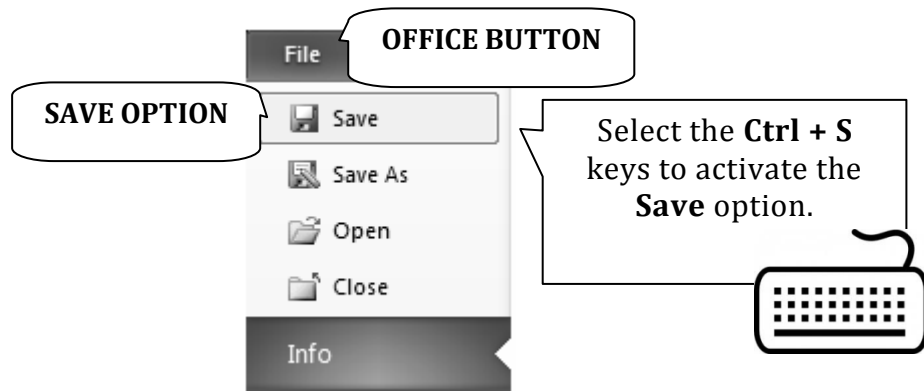 File
OFFICE BUTTON
SAVE OPTION
Save
Select the Ctrl + S
keys to activate the
Save option.
Save As
Open
Close
Info